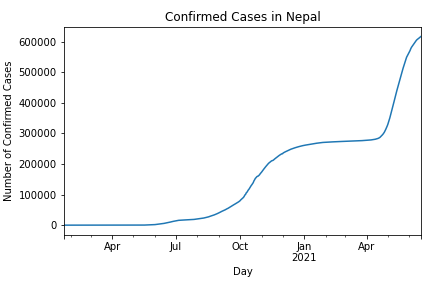 Confirmed Cases in Nepal
Number of Confirmed Cases
600000
500000
400000
300000
200000
100000
0
Apr
Jul
Oct
Jan
2021
Apr
Day